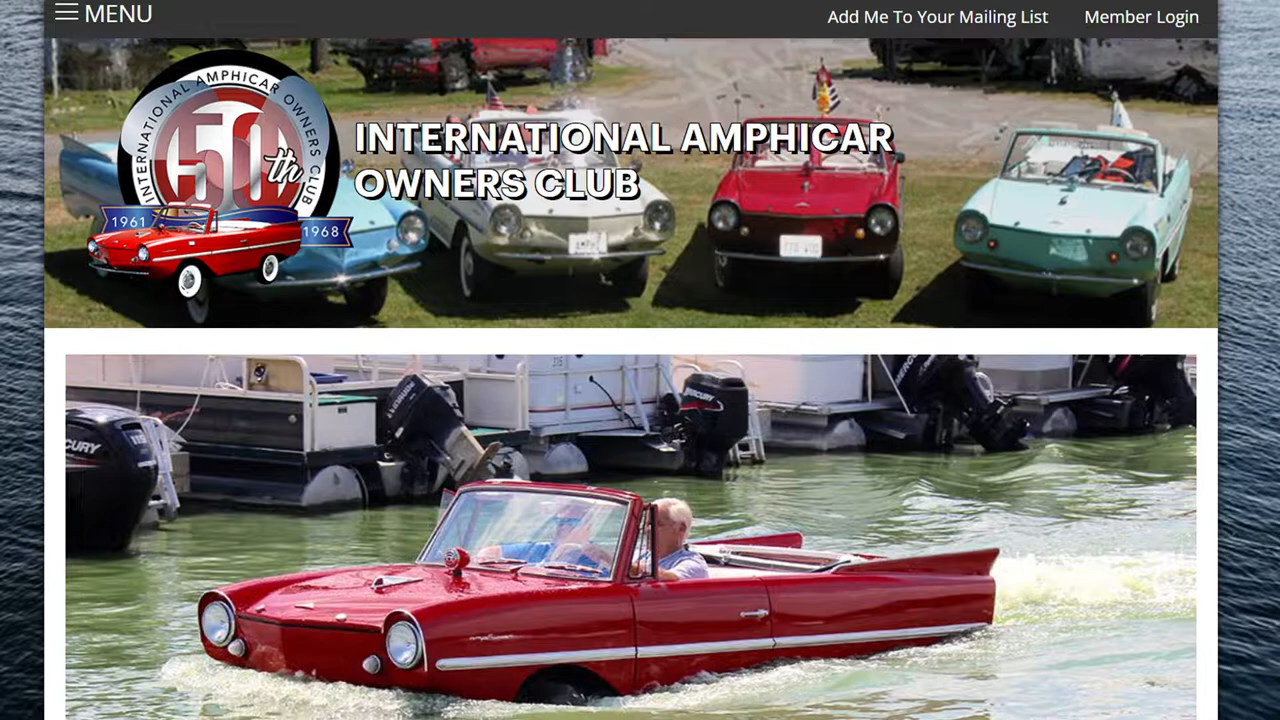 MENU
Add Me To Your Mailing List
Member Login
INTERNATIONAL AMPHICAR OWNERS CLUB
50th
1961
1968
INTERNATIONAL AMPHICAR
OWNERS CLUB
MERCURY
MERCURY